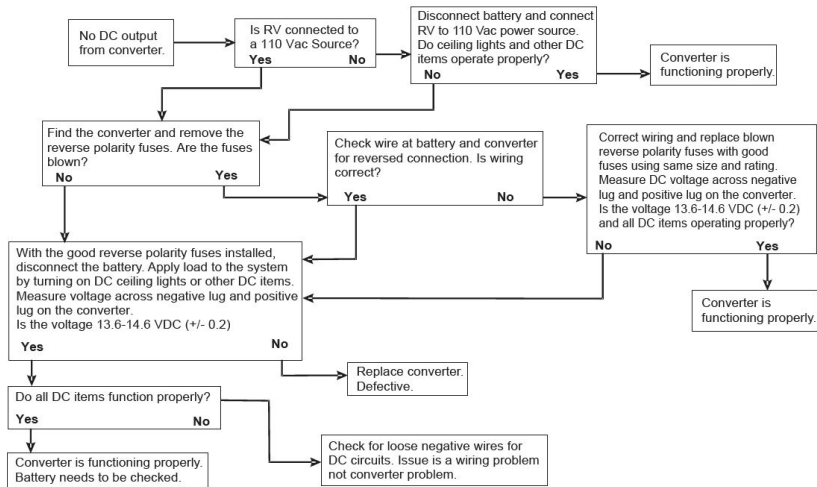 No DC output
from converter.
Is RV connected to
a 110 Vac Source?
Yes No
Disconnect battery and connect
RV to 110 Vac power source.
Do ceiling lights and other DC
items operate properly?
No Yes
Converter is
functioning properly.
Find the converter and remove the
reverse polarity fuses. Are the fuses
blown?
No Yes
Check wire at battery and converter
for reversed connection. Is wiring
correct?
Yes No
Correct wiring and replace blown
reverse polarity fuses with good
fuses using same size and rating.
Measure DC voltage across negative
lug and positive lug on the converter.
Is the voltage 13.6-14.6 VDC (+/- 0.2)
and all DC items operating properly?
No Yes
Converter is
functioning properly.
With the good reverse polarity fuses installed,
disconnect the battery. Apply load to the system
by turning on DC ceiling lights or other DC items.
Measure voltage across negative lug and positive
lug on the converter.
Is the voltage 13.6-14.6 VDC (+/- 0.2)
Yes No
Replace converter.
Defective.
Do all DC items function properly?
Yes No
Converter is functioning properly.
Battery needs to be checked.
Check for loose negative wires for
DC circuits. Issue is a wiring problem
not converter problem.